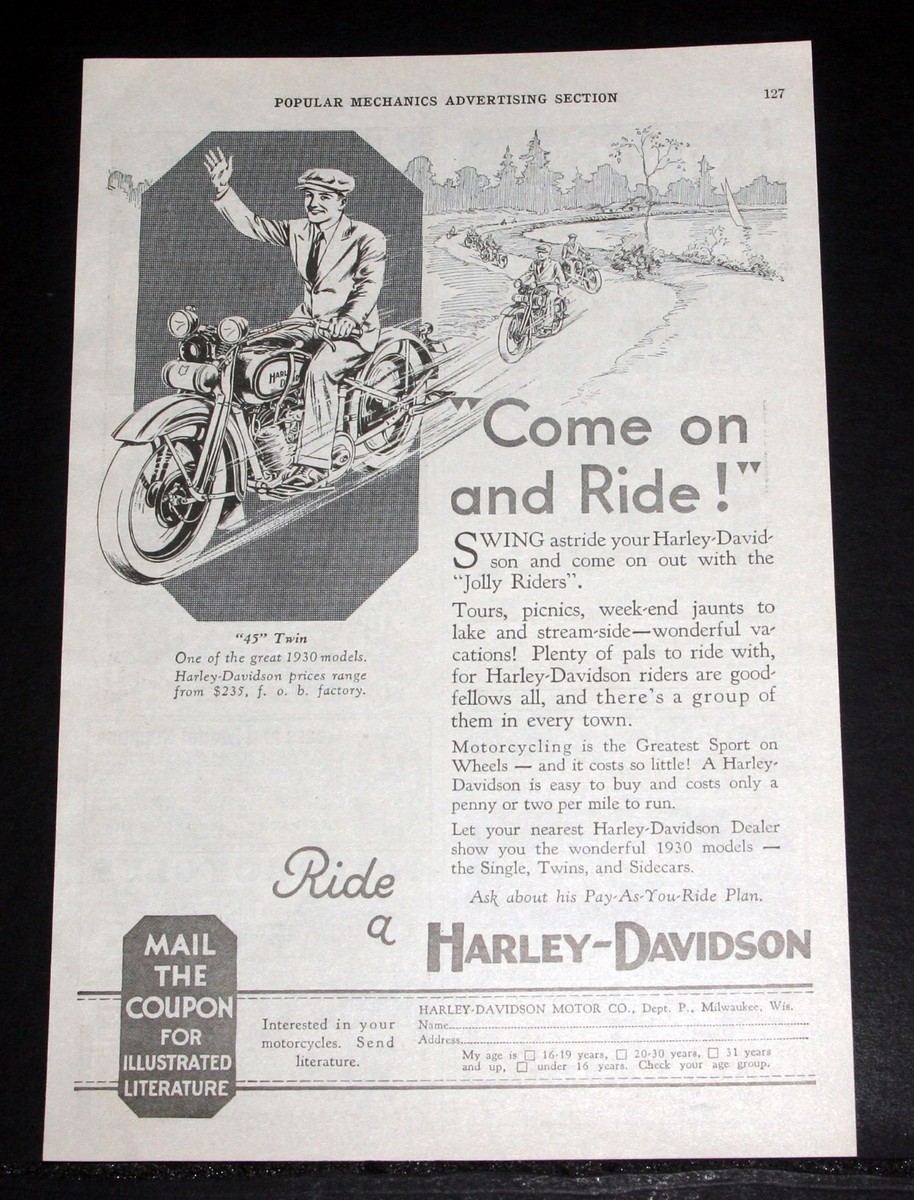 POPULAR MECHANICS ADVERTISING SECTION
127
"Come on
and Ride!"
SWING astride your Harley-David-
son and come on out with the
"Jolly Riders".
Tours, picnics, week-end jaunts to
lake and stream-side—wonderful va-
cations! Plenty of pals to ride with,
for Harley-Davidson riders are good-
fellows all, and there's a group of
them in every town.
Motorcycling is the Greatest Sport on
Wheels — and it costs so little! A Harley-
Davidson is easy to buy and costs only a
penny or two per mile to run.
Let your nearest Harley-Davidson Dealer
show you the wonderful 1930 models —
the Single, Twins, and Sidecars.
Ask about his Pay-As-You-Ride Plan.
"45" Twin
One of the great 1930 models.
Harley-Davidson prices range
from $235, f. o. b. factory.
Ride
a
HARLEY-DAVIDSON
MAIL
THE
COUPON
FOR
ILLUSTRATED
LITERATURE
Interested in your
motorcycles. Send
literature.
HARLEY-DAVIDSON MOTOR CO., Dept. P., Milwaukee, Wis.
Name
Address
My age is ☐ 16-19 years, ☐ 20-30 years, ☐ 31 years
and up, ☐ under 16 years. Check your age group.